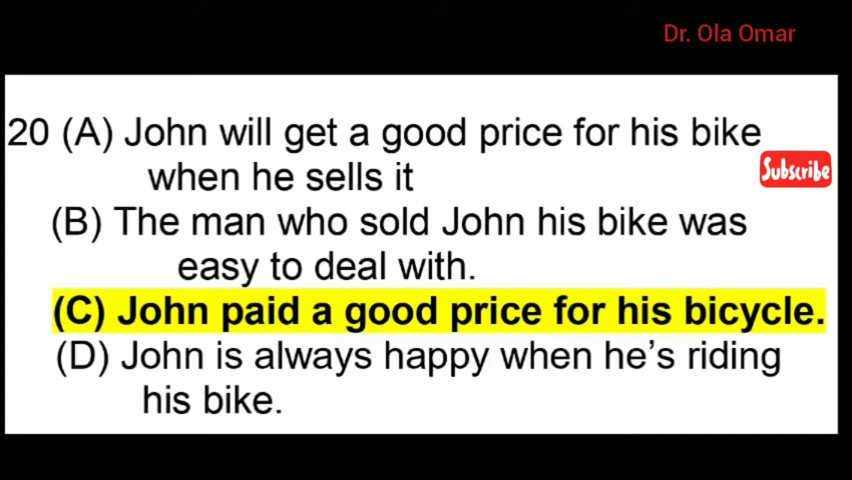 Dr. Ola Omar
20 (A) John will get a good price for his bike
when he sells it
Subscribe
(B) The man who sold John his bike was
easy to deal with.
(C) John paid a good price for his bicycle.
(D) John is always happy when he’s riding
his bike.